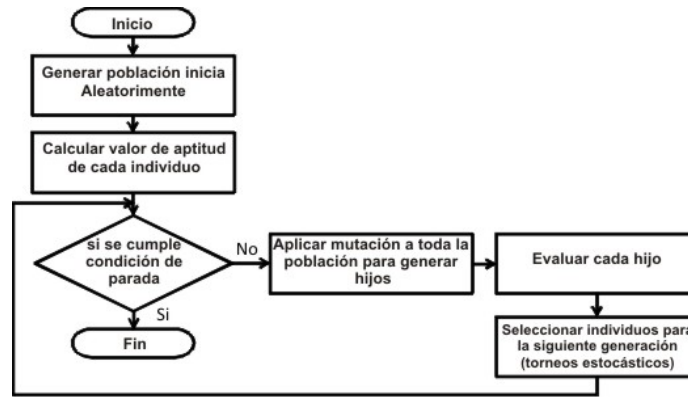 Inicio
Generar población inicia
Aleatorimente
Calcular valor de aptitud
de cada individuo
si se cumple
condición de
parada
No
Aplicar mutación a toda la
población para generar
hijos
Evaluar cada hijo
Seleccionar individuos para
la siguiente generación
(torneos estocásticos)
Si
Fin